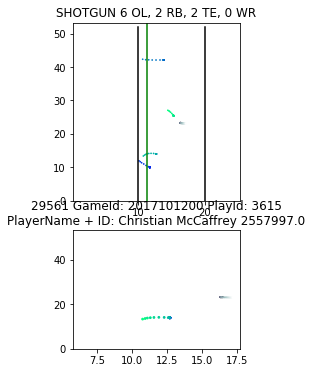 SHOTGUN 6 OL, 2 RB, 2 TE, 0 WR
50
40
30
20
10
0
10 20
29561 GameId: 2017101200 PlayId: 3615
PlayerName + ID: Christian McCaffrey 2557997.0
40
20
0
7.5 10.0 12.5 15.0 17.5